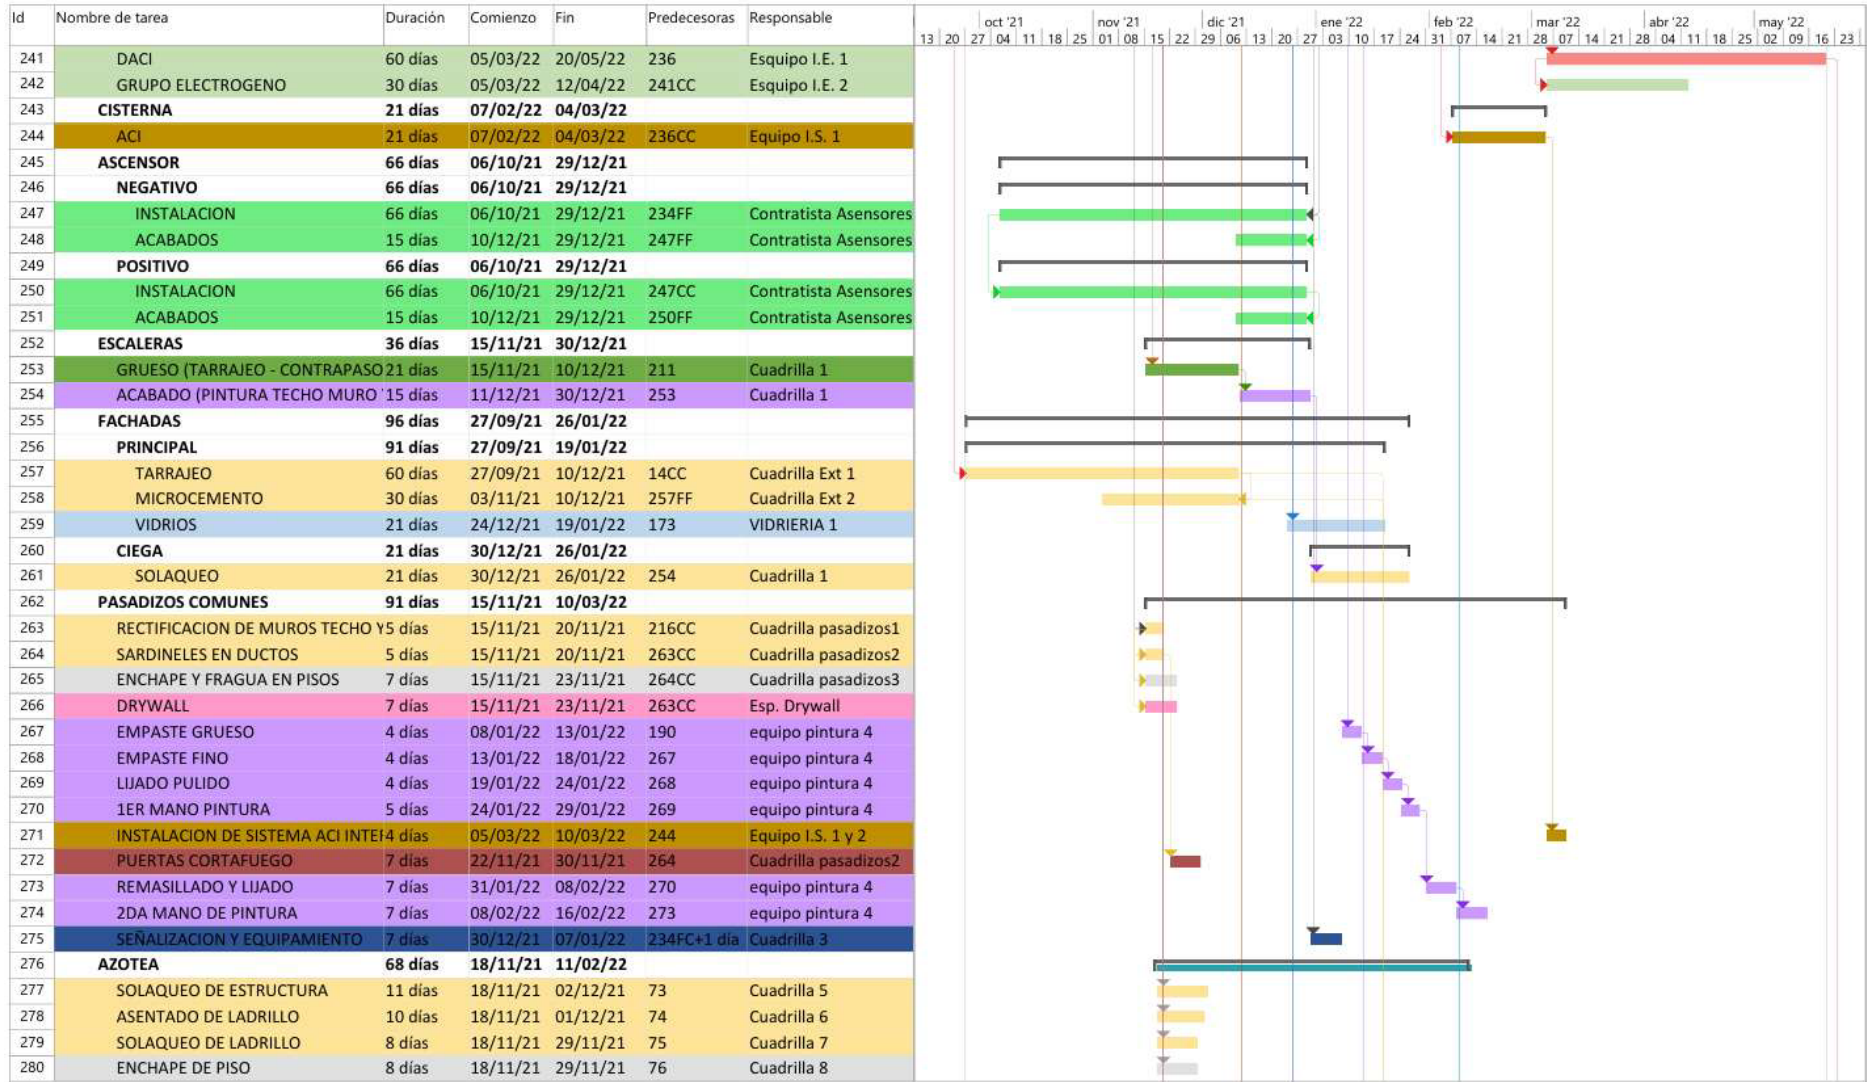 Id Nombre de tarea Duración Comienzo Fin Predecesoras Responsable oct '21 nov '21 dic '21 ene '22 feb '22 mar '22 abr '22 may '22
13 20 27 04 11 18 25 01 08 15 22 29 06 13 20 27 03 10 17 24 31 07 14 21 28 07 14 21 28 04 11 18 25 02 09 16 23
241 DACI 60 días 05/03/22 20/05/22 236 Esquipo I.E. 1
242 GRUPO ELECTROGENO 30 días 05/03/22 12/04/22 241CC Esquipo I.E. 2
243 CISTERNA 21 días 07/02/22 04/03/22
244 ACI 21 días 07/02/22 04/03/22 236CC Equipo I.S. 1
245 ASCENSOR 66 días 06/10/21 29/12/21
246 NEGATIVO 66 días 06/10/21 29/12/21
247 INSTALACION 66 días 06/10/21 29/12/21 234FF Contratista Asensores
248 ACABADOS 15 días 10/12/21 29/12/21 247FF Contratista Asensores
249 POSITIVO 66 días 06/10/21 29/12/21
250 INSTALACION 66 días 06/10/21 29/12/21 247CC Contratista Asensores
251 ACABADOS 15 días 10/12/21 29/12/21 250FF Contratista Asensores
252 ESCALERAS 36 días 15/11/21 30/12/21
253 GRUESO (TARRAJEO - CONTRAPASO 21 días 15/11/21 10/12/21 211 Cuadrilla 1
254 ACABADO (PINTURA TECHO MURO 15 días 11/12/21 30/12/21 253 Cuadrilla 1
255 FACHADAS 96 días 27/09/21 26/01/22
256 PRINCIPAL 91 días 27/09/21 19/01/22
257 TARRAJEO 60 días 27/09/21 10/12/21 14CC Cuadrilla Ext 1
258 MICROCEMENTO 30 días 03/11/21 10/12/21 257FF Cuadrilla Ext 2
259 VIDRIOS 21 días 24/12/21 19/01/22 173 VIDRIERIA 1
260 CIEGA 21 días 30/12/21 26/01/22
261 SOLAQUEO 21 días 30/12/21 26/01/22 254 Cuadrilla 1
262 PASADIZOS COMUNES 91 días 15/11/21 10/03/22
263 RECTIFICACION DE MUROS TECHO Y 5 días 15/11/21 20/11/21 216CC Cuadrilla pasadizos1
264 SARDINELES EN DUCTOS 5 días 15/11/21 20/11/21 263CC Cuadrilla pasadizos2
265 ENCHAPE Y FRAGUA EN PISOS 7 días 15/11/21 23/11/21 264CC Cuadrilla pasadizos3
266 DRYWALL 7 días 15/11/21 23/11/21 263CC Esp. Drywall
267 EMPASTE GRUESO 4 días 08/01/22 13/01/22 190 equipo pintura 4
268 EMPASTE FINO 4 días 13/01/22 18/01/22 267 equipo pintura 4
269 LIJADO PULIDO 4 días 19/01/22 24/01/22 268 equipo pintura 4
270 1ER MANO PINTURA 5 días 24/01/22 29/01/22 269 equipo pintura 4
271 INSTALACION DE SISTEMA ACI INTER 4 días 05/03/22 10/03/22 244 Equipo I.S. 1 y 2
272 PUERTAS CORTAFUEGO 7 días 22/11/21 30/11/21 264 Cuadrilla pasadizos2
273 REMASILLADO Y LIJADO 7 días 31/01/22 08/02/22 270 equipo pintura 4
274 2DA MANO DE PINTURA 7 días 08/02/22 16/02/22 273 equipo pintura 4
275 SEÑALIZACION Y EQUIPAMIENTO 7 días 30/12/21 07/01/22 234FC+1 día Cuadrilla 3
276 AZOTEA 68 días 18/11/21 11/02/22
277 SOLAQUEO DE ESTRUCTURA 11 días 18/11/21 02/12/21 73 Cuadrilla 5
278 ASENTADO DE LADRILLO 10 días 18/11/21 01/12/21 74 Cuadrilla 6
279 SOLAQUEO DE LADRILLO 8 días 18/11/21 29/11/21 75 Cuadrilla 7
280 ENCHAPE DE PISO 8 días 18/11/21 29/11/21 76 Cuadrilla 8